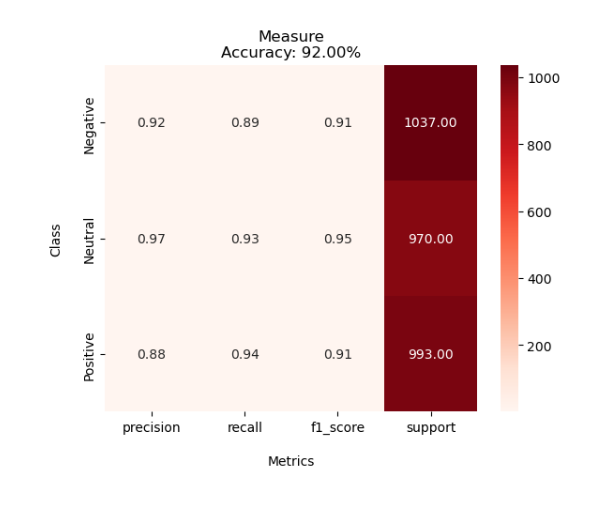 Measure
Accuracy: 92.00%
Negative 0.92 0.89 0.91 1037.00
Neutral 0.97 0.93 0.95 970.00
Positive 0.88 0.94 0.91 993.00
precision recall f1_score support
Class
Metrics
1000
800
600
400
200